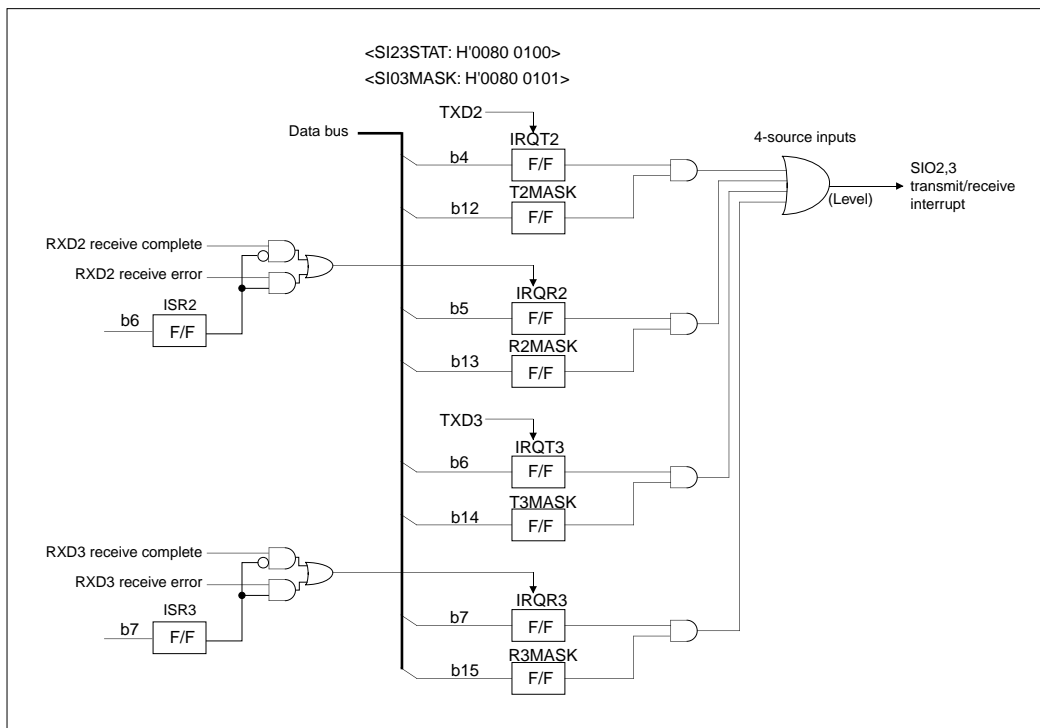 <SI23STAT: H'0080 0100>
<SI03MASK: H'0080 0101>
TXD2
Data bus
IRQT2
4-source inputs
b4
F/F
T2MASK
b12
F/F
(Level)
SIO2,3
transmit/receive
interrupt
RXD2 receive complete
RXD2 receive error
ISR2
b6
F/F
IRQR2
b5
F/F
R2MASK
b13
F/F
TXD3
IRQT3
b6
F/F
T3MASK
b14
F/F
RXD3 receive complete
RXD3 receive error
ISR3
b7
F/F
IRQR3
b7
F/F
R3MASK
b15
F/F